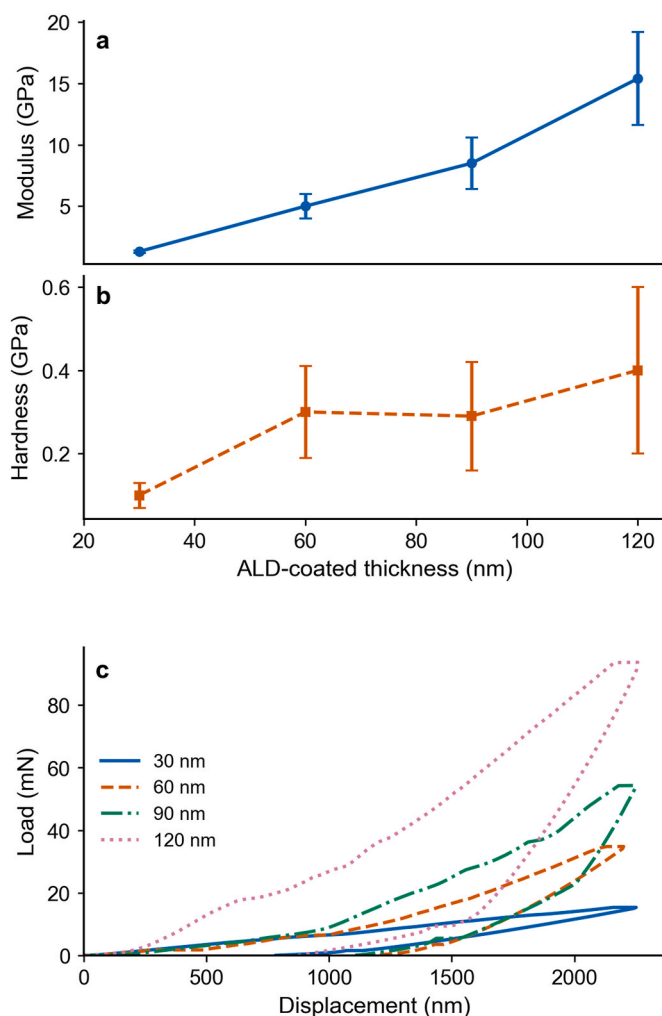 a
Modulus (GPa)
20
15
10
5
b
Hardness (GPa)
0.6
0.4
0.2
20 40 60 80 100 120
ALD-coated thickness (nm)
c
Load (mN)
80
60
40
20
0
30 nm
60 nm
90 nm
120 nm
0 500 1000 1500 2000
Displacement (nm)